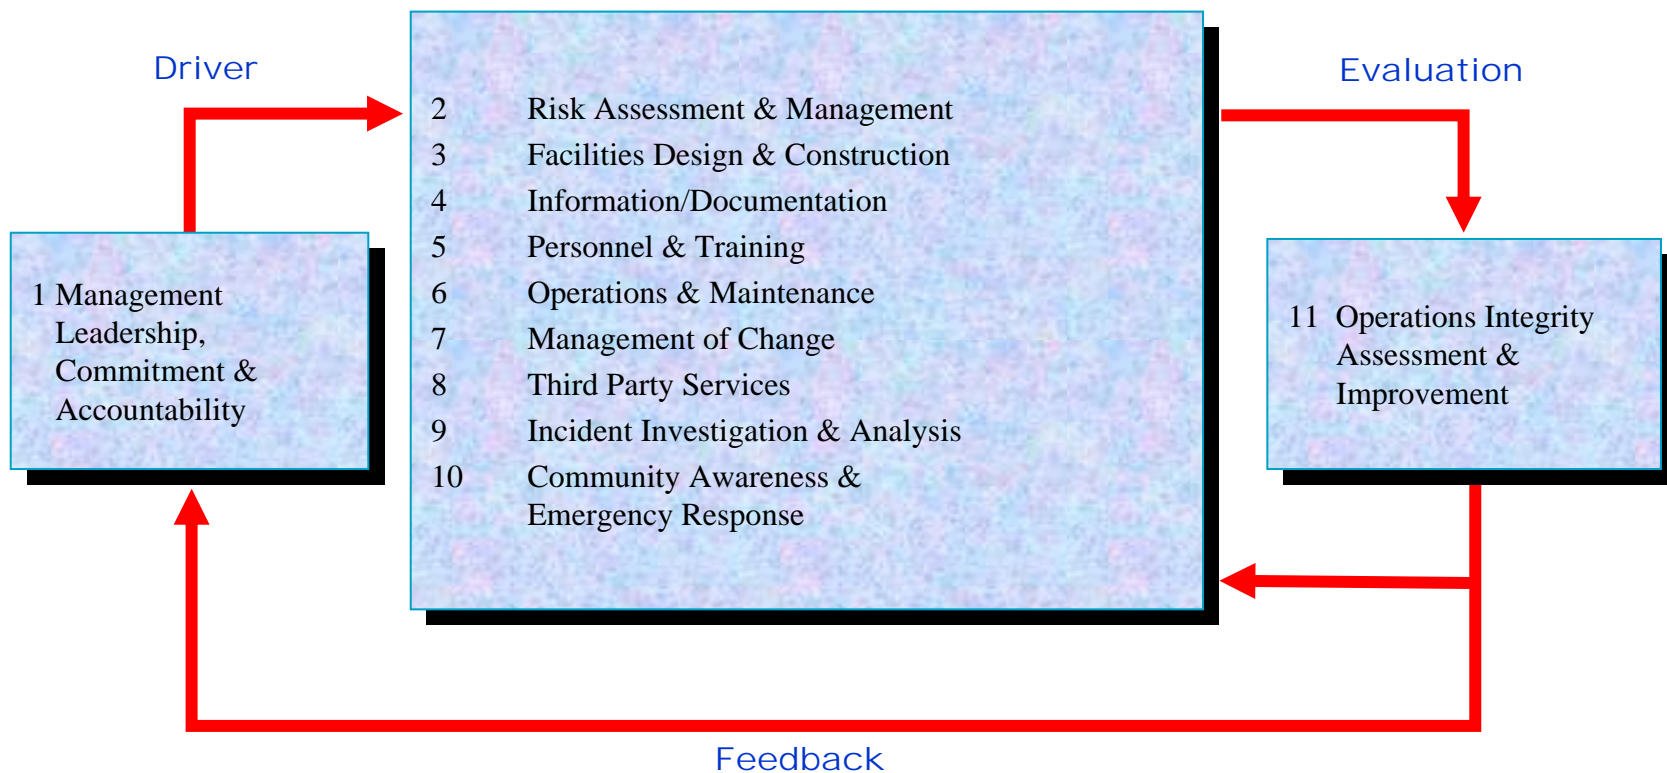 Driver
Evaluation
1 Management
Leadership,
Commitment &
Accountability
2 Risk Assessment & Management
3 Facilities Design & Construction
4 Information/Documentation
5 Personnel & Training
6 Operations & Maintenance
7 Management of Change
8 Third Party Services
9 Incident Investigation & Analysis
10 Community Awareness &
Emergency Response
11 Operations Integrity
Assessment &
Improvement
Feedback